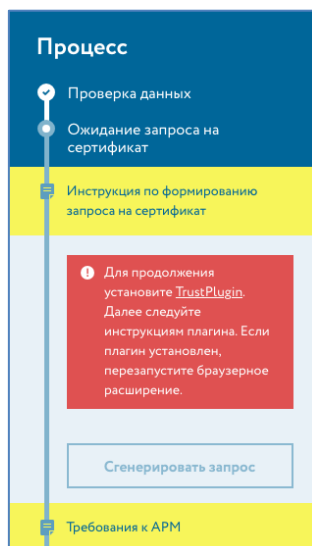 Процесс
Проверка данных
Ожидание запроса на
сертификат
Инструкция по формированию
запроса на сертификат
Для продолжения
установите TrustPlugin.
Далее следуйте
инструкциям плагина. Если
плагин установлен,
перезапустите браузерное
расширение.
Сгенерировать запрос
Требования к АРМ